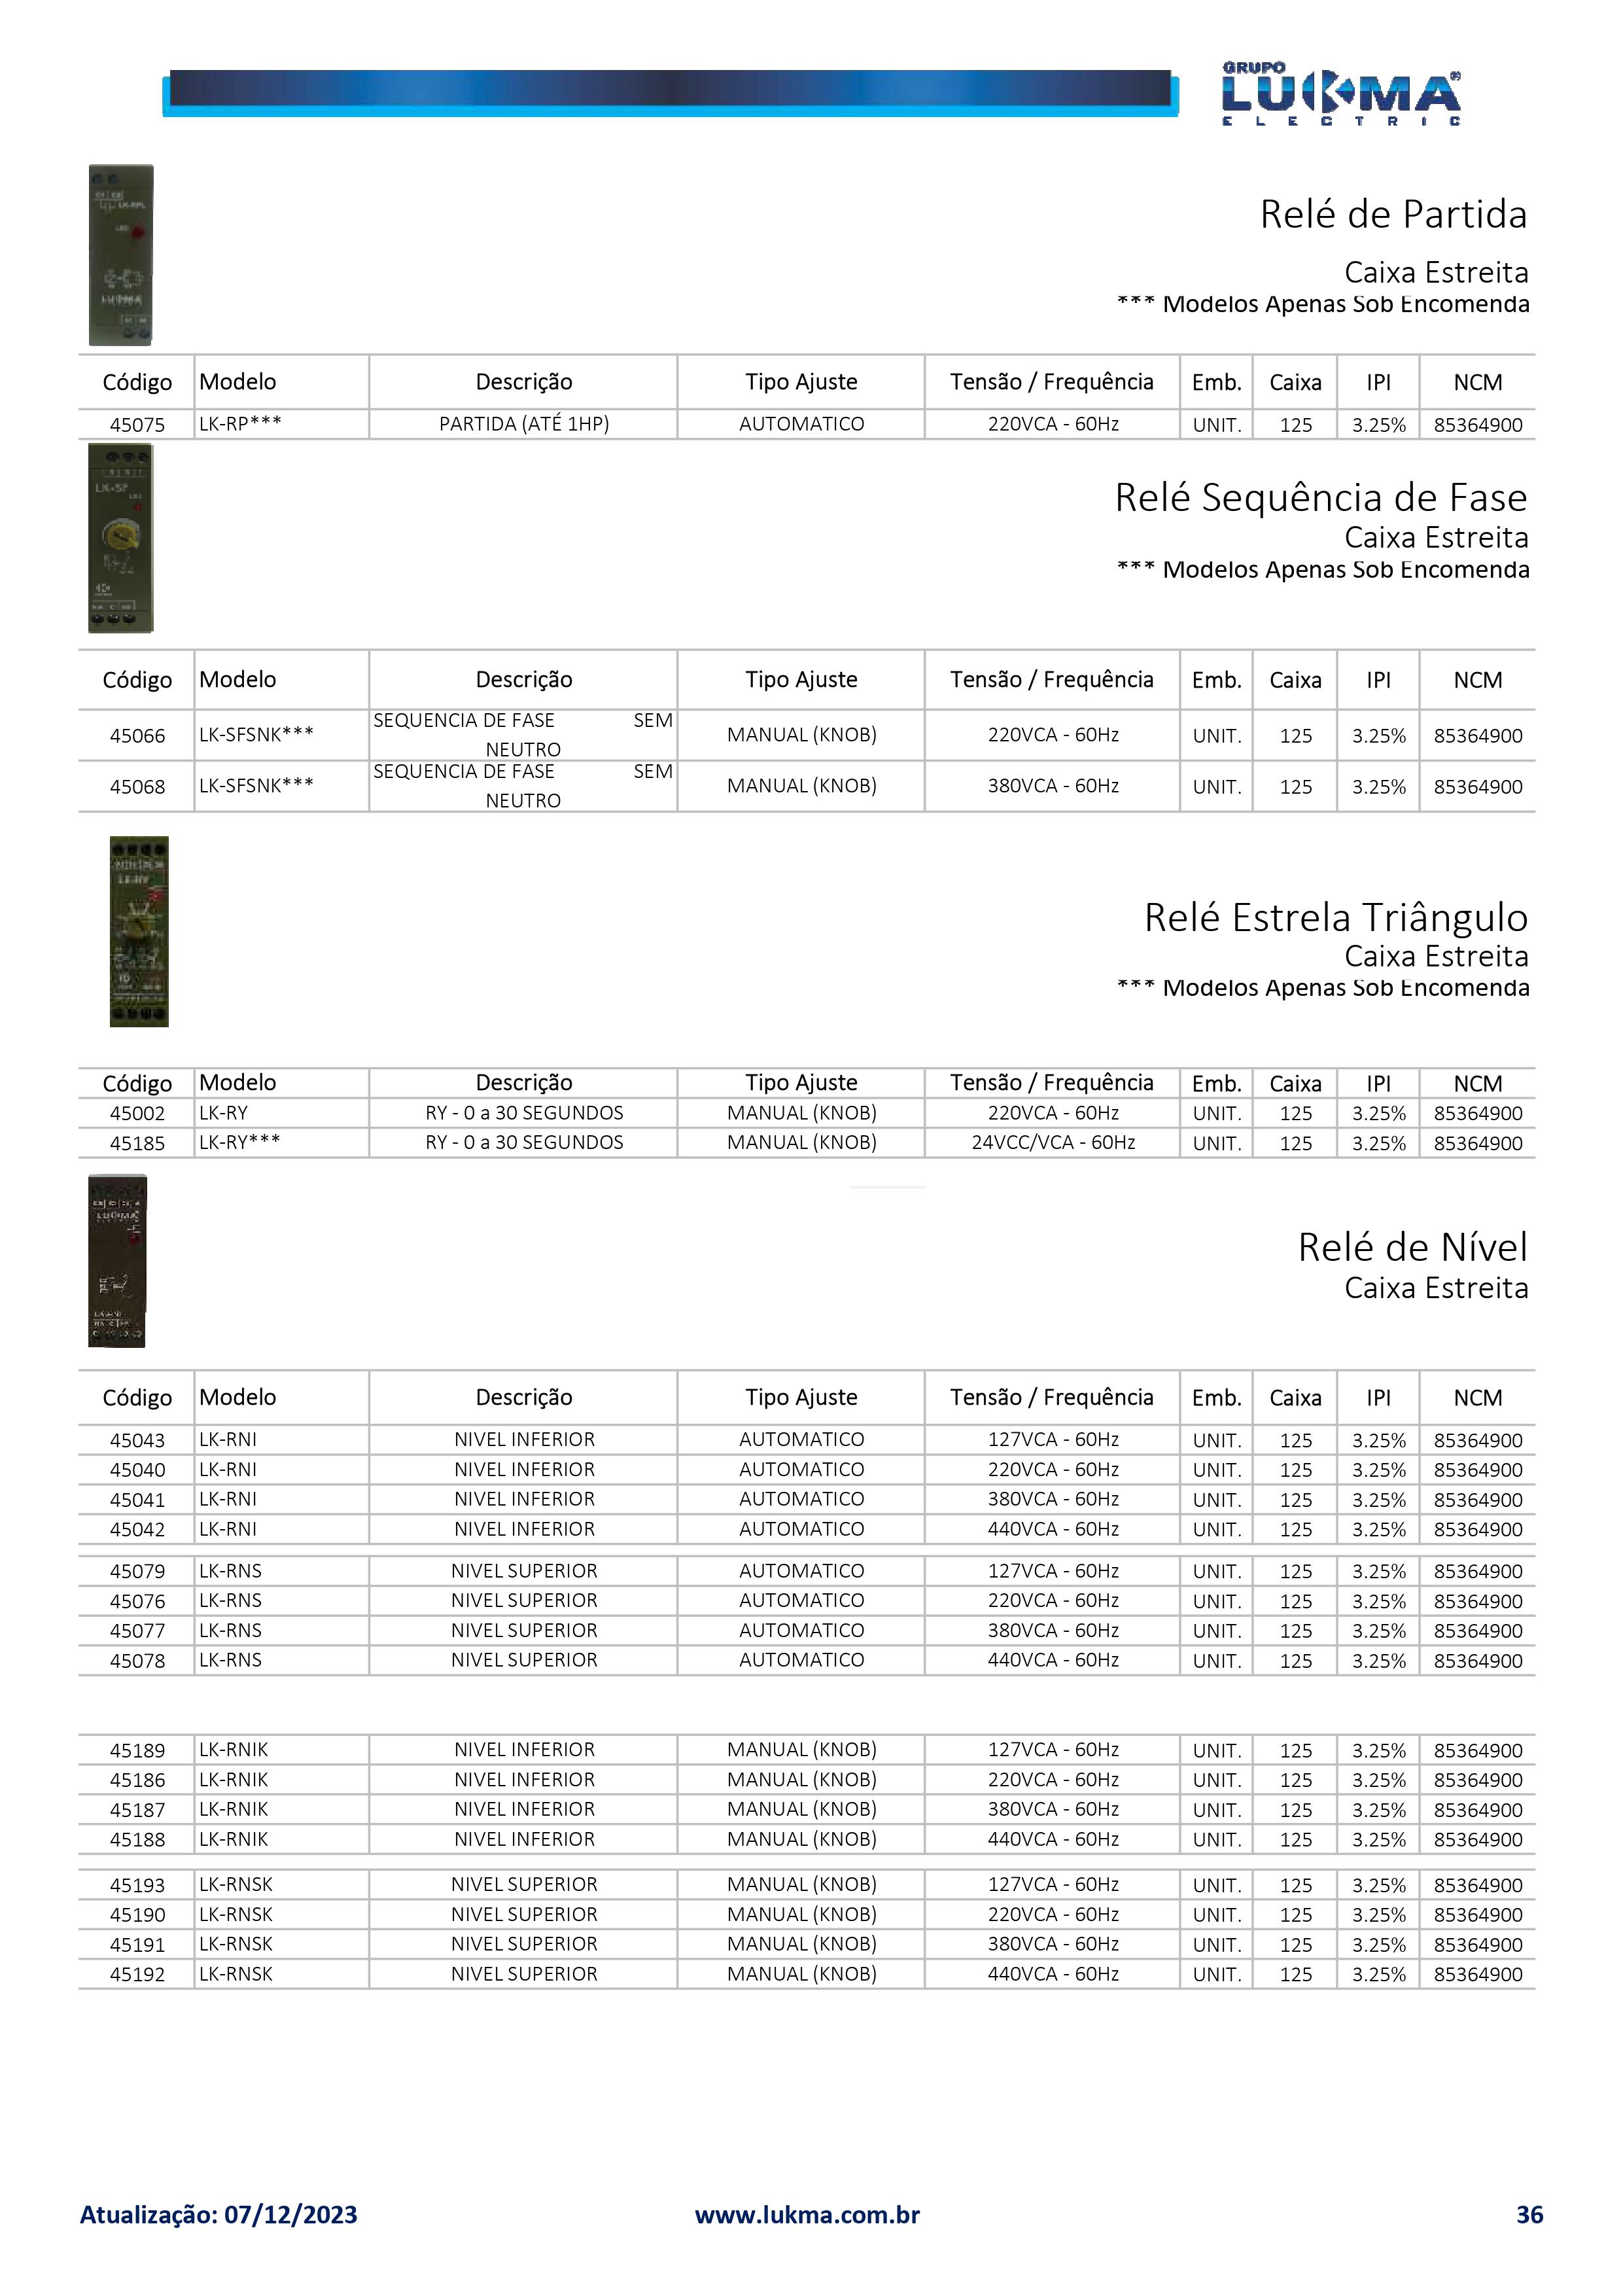 GRUPO
LUKMA®
ELECTRIC
Relé de Partida
Caixa Estreita
*** Modelos Apenas Sob Encomenda
Código Modelo Descrição Tipo Ajuste Tensão / Frequência Emb. Caixa IPI NCM
45075 LK-RP*** PARTIDA (ATÉ 1HP) AUTOMATICO 220VCA - 60Hz UNIT. 125 3.25% 85364900
LK-SF
Relé Sequência de Fase
Caixa Estreita
*** Modelos Apenas Sob Encomenda
Código Modelo Descrição Tipo Ajuste Tensão / Frequência Emb. Caixa IPI NCM
45066 LK-SFSNK*** SEQUENCIA DE FASE SEM NEUTRO MANUAL (KNOB) 220VCA - 60Hz UNIT. 125 3.25% 85364900
45068 LK-SFSNK*** SEQUENCIA DE FASE SEM NEUTRO MANUAL (KNOB) 380VCA - 60Hz UNIT. 125 3.25% 85364900
LK-RY
Relé Estrela Triângulo
Caixa Estreita
*** Modelos Apenas Sob Encomenda
Código Modelo Descrição Tipo Ajuste Tensão / Frequência Emb. Caixa IPI NCM
45002 LK-RY RY - 0 a 30 SEGUNDOS MANUAL (KNOB) 220VCA - 60Hz UNIT. 125 3.25% 85364900
45185 LK-RY*** RY - 0 a 30 SEGUNDOS MANUAL (KNOB) 24VCC/VCA - 60Hz UNIT. 125 3.25% 85364900
LUKMA
Relé de Nível
Caixa Estreita
Código Modelo Descrição Tipo Ajuste Tensão / Frequência Emb. Caixa IPI NCM
45043 LK-RNI NIVEL INFERIOR AUTOMATICO 127VCA - 60Hz UNIT. 125 3.25% 85364900
45040 LK-RNI NIVEL INFERIOR AUTOMATICO 220VCA - 60Hz UNIT. 125 3.25% 85364900
45041 LK-RNI NIVEL INFERIOR AUTOMATICO 380VCA - 60Hz UNIT. 125 3.25% 85364900
45042 LK-RNI NIVEL INFERIOR AUTOMATICO 440VCA - 60Hz UNIT. 125 3.25% 85364900
45079 LK-RNS NIVEL SUPERIOR AUTOMATICO 127VCA - 60Hz UNIT. 125 3.25% 85364900
45076 LK-RNS NIVEL SUPERIOR AUTOMATICO 220VCA - 60Hz UNIT. 125 3.25% 85364900
45077 LK-RNS NIVEL SUPERIOR AUTOMATICO 380VCA - 60Hz UNIT. 125 3.25% 85364900
45078 LK-RNS NIVEL SUPERIOR AUTOMATICO 440VCA - 60Hz UNIT. 125 3.25% 85364900
45189 LK-RNIK NIVEL INFERIOR MANUAL (KNOB) 127VCA - 60Hz UNIT. 125 3.25% 85364900
45186 LK-RNIK NIVEL INFERIOR MANUAL (KNOB) 220VCA - 60Hz UNIT. 125 3.25% 85364900
45187 LK-RNIK NIVEL INFERIOR MANUAL (KNOB) 380VCA - 60Hz UNIT. 125 3.25% 85364900
45188 LK-RNIK NIVEL INFERIOR MANUAL (KNOB) 440VCA - 60Hz UNIT. 125 3.25% 85364900
45193 LK-RNSK NIVEL SUPERIOR MANUAL (KNOB) 127VCA - 60Hz UNIT. 125 3.25% 85364900
45190 LK-RNSK NIVEL SUPERIOR MANUAL (KNOB) 220VCA - 60Hz UNIT. 125 3.25% 85364900
45191 LK-RNSK NIVEL SUPERIOR MANUAL (KNOB) 380VCA - 60Hz UNIT. 125 3.25% 85364900
45192 LK-RNSK NIVEL SUPERIOR MANUAL (KNOB) 440VCA - 60Hz UNIT. 125 3.25% 85364900
Atualização: 07/12/2023 www.lukma.com.br 36